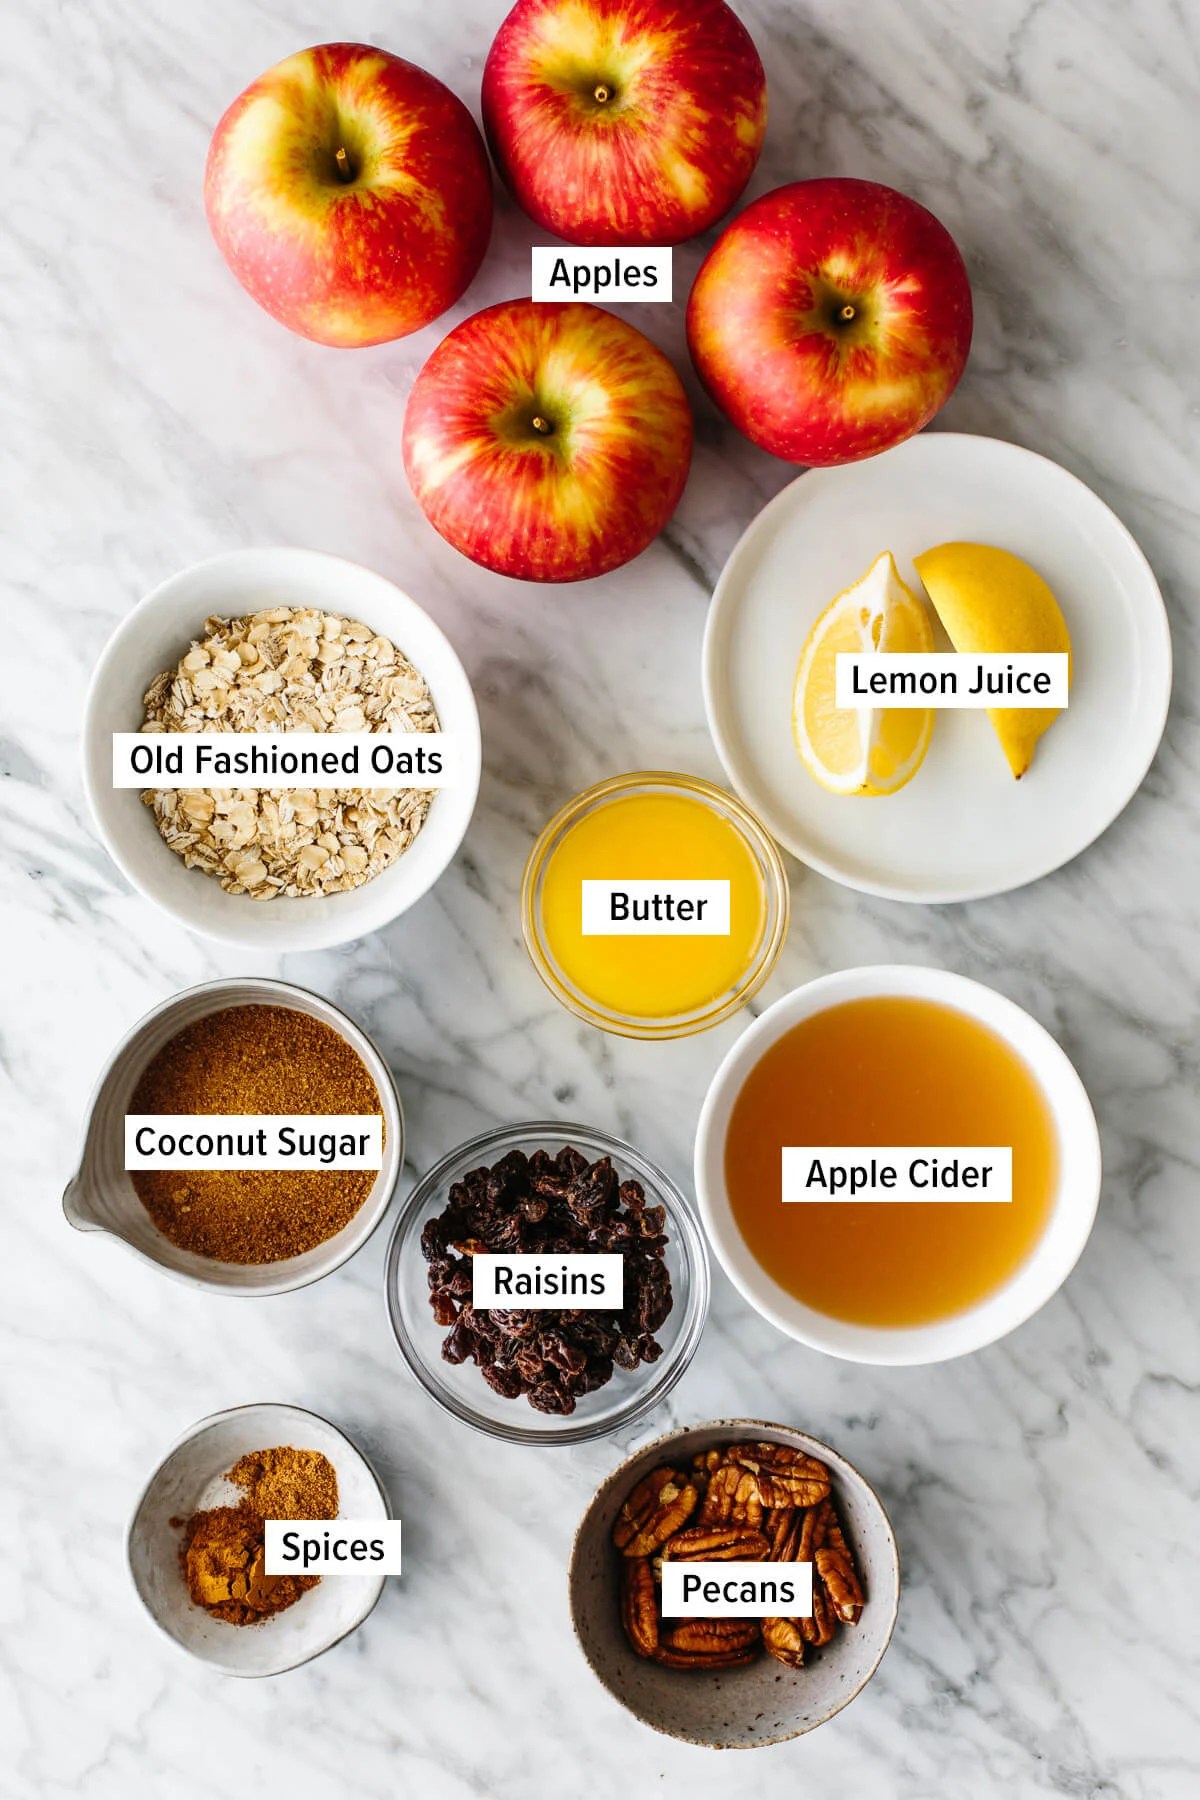 Apples
Lemon Juice
Old Fashioned Oats
Butter
Coconut Sugar
Apple Cider
Raisins
Spices
Pecans